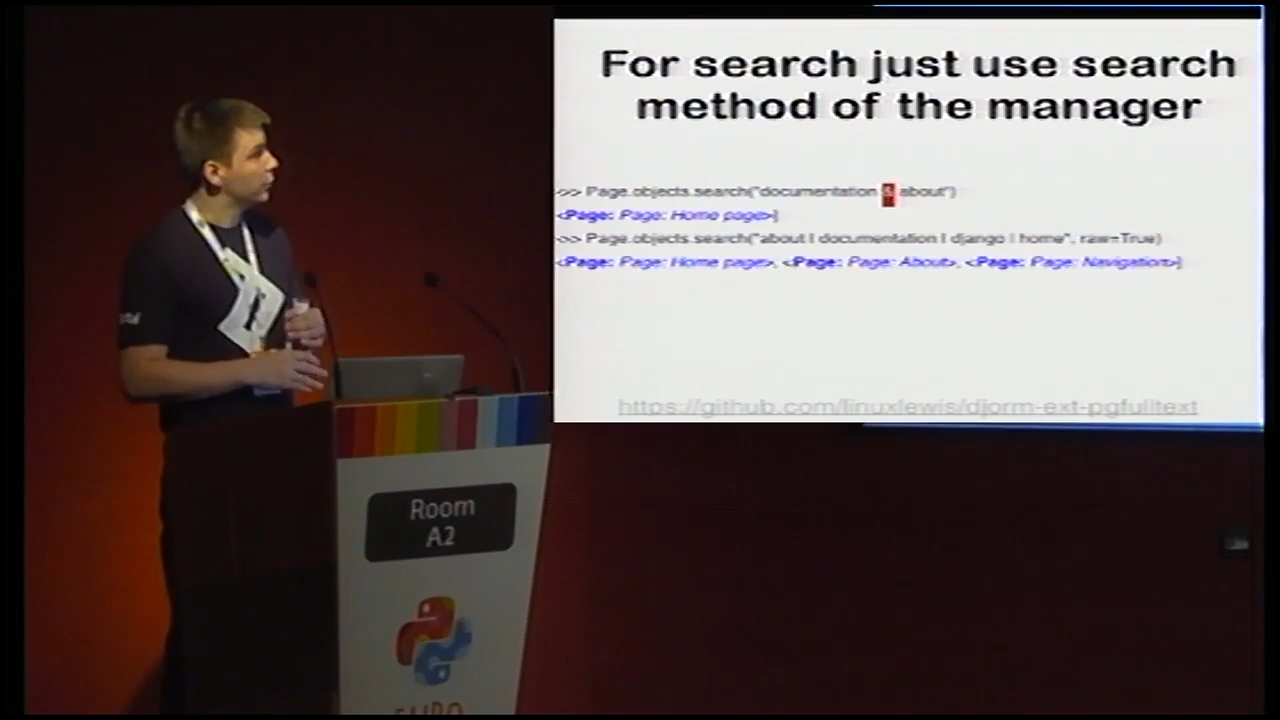 For search just use search
method of the manager
>>> Page.objects.search("documentation & about")
<Page: Page: Home page>]
>>> Page.objects.search("about | documentation | django | home", raw=True)
<Page: Page: Home page>, <Page: Page: About>, <Page: Page: Navigation>]
https://github.com/linuxlewis/djorm-ext-pgfulltext
Room
A2
EURO